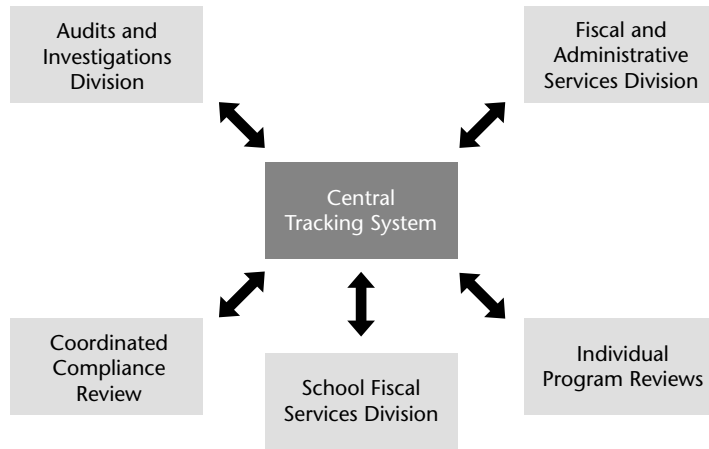 Audits and
Investigations
Division
Fiscal and
Administrative
Services Division
Central
Tracking System
Coordinated
Compliance
Review
School Fiscal
Services Division
Individual
Program Reviews